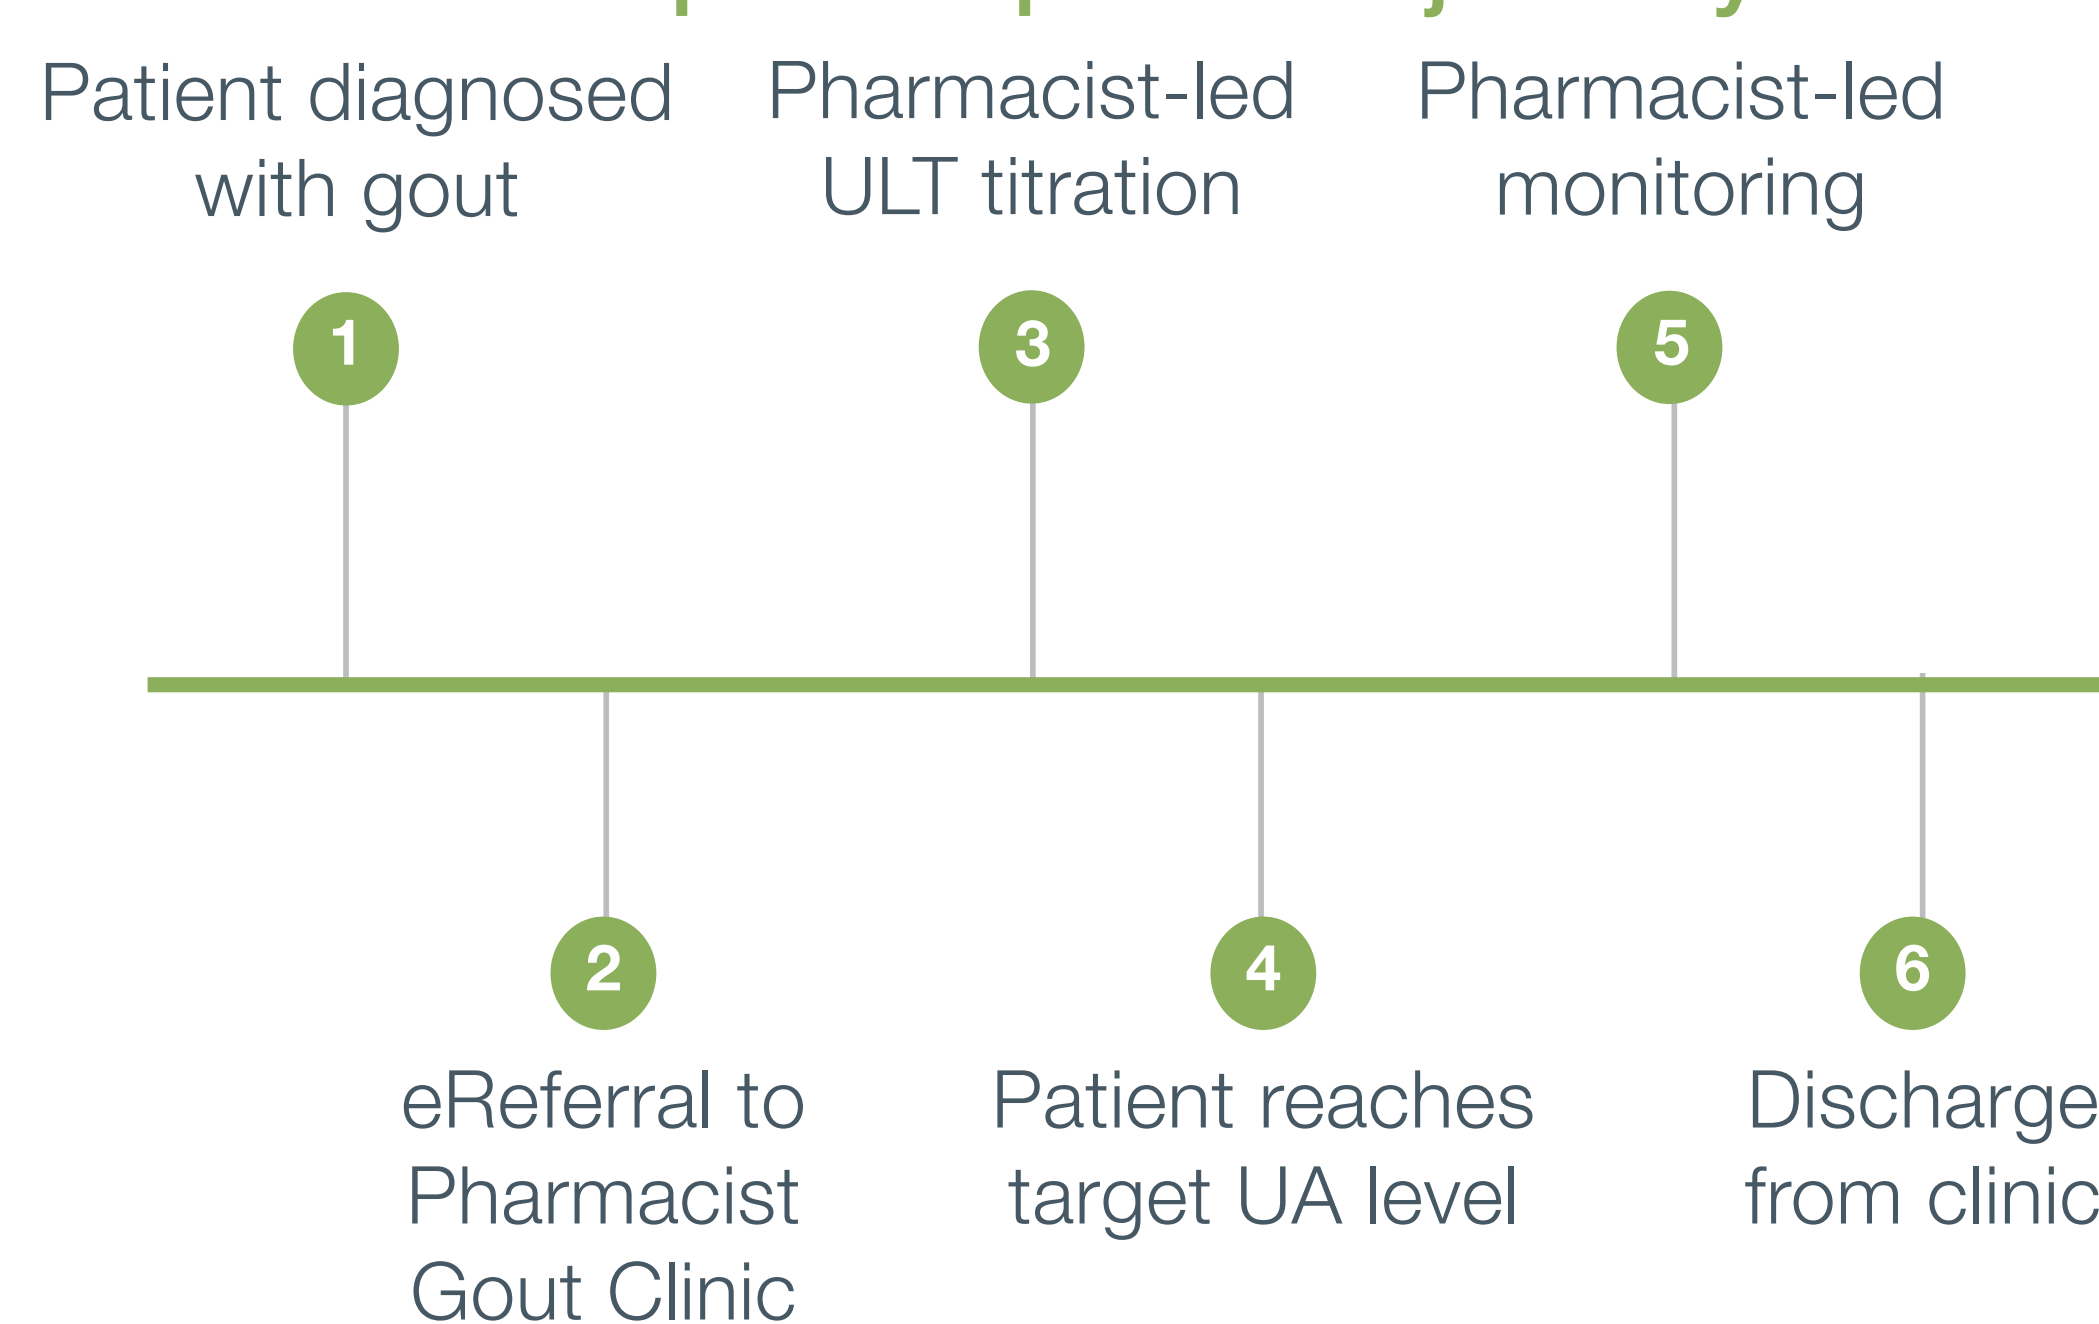 Patient diagnosed
with gout
1
eReferral to
Pharmacist
Gout Clinic
2
Pharmacist-led
ULT titration
3
Patient reaches
target UA level
4
Pharmacist-led
monitoring
5
Discharge
from clinic
6